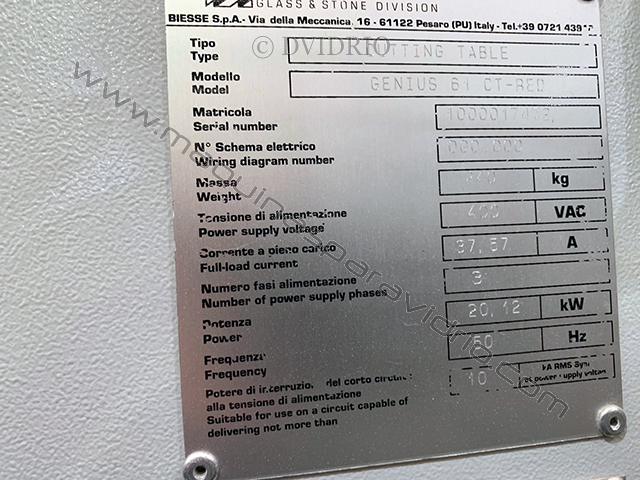 GLASS & STONE DIVISION
BIESSE S.p.A.- Via della Meccanica, 16 - 61122 Pesaro (PU) Italy - Tel.+39 0721
© DVIDRIO
Tipo
Type
CUTTING TABLE
Modello
Model
GENIUS 61 CT-RED
Matricola
Serial number
N° Schema elettrico
Wiring diagram number
000.000
Massa
Weight
kg
Tensione di alimentazione
Power supply voltage
400 VAC
Corrente a pieno carico
Full-load current
37,57 A
Numero fasi alimentazione
Number of power supply phases
3
Potenza
Power
20,12 kW
Frequenza
Frequency
50 Hz
Potere di interruzione del corto circuito
alla tensione di alimentazione
Suitable for use on a circuit capable of
delivering not more than
10 kA RMS Sym
at power supply voltage
www.maquinasparavidrio.com